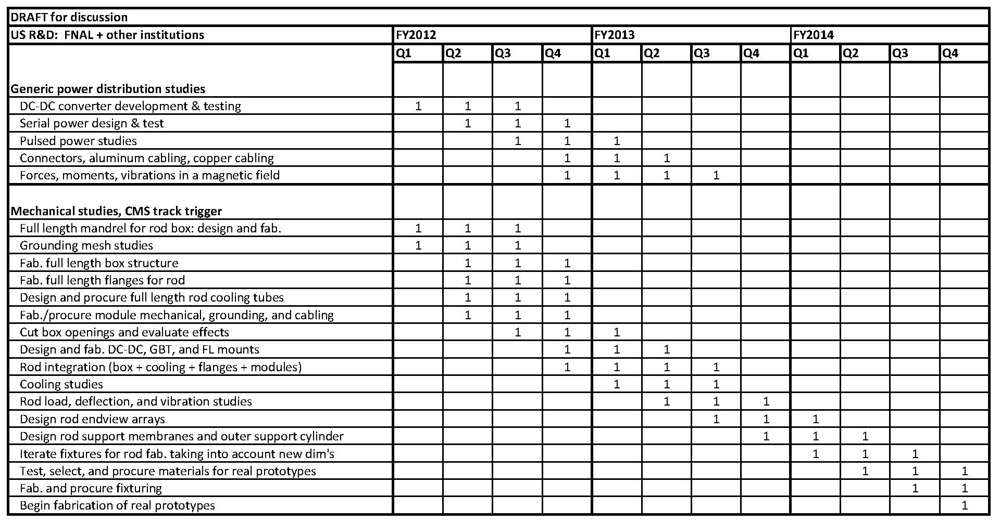 DRAFT for discussion
US R&D:  FNAL + other institutions FY2012 FY2013 FY2014
Q1 Q2 Q3 Q4 Q1 Q2 Q3 Q4 Q1 Q2 Q3 Q4
Generic power distribution studies
DC-DC converter development & testing 1 1 1
Serial power design & test 1 1 1
Pulsed power studies 1 1 1
Connectors, aluminum cabling, copper cabling 1 1 1
Forces, moments, vibrations in a magnetic field 1 1 1 1
Mechanical studies, CMS track trigger
Full length mandrel for rod box: design and fab. 1 1 1
Grounding mesh studies 1 1 1
Fab. full length box structure 1 1 1
Fab. full length flanges for rod 1 1 1
Design and procure full length rod cooling tubes 1 1 1
Fab./procure module mechanical, grounding, and cabling 1 1 1
Cut box openings and evaluate effects 1 1 1
Design and fab. DC-DC, GBT, and FL mounts 1 1 1
Rod integration (box + cooling + flanges + modules) 1 1 1 1
Cooling studies 1 1 1
Rod load, deflection, and vibration studies 1 1 1
Design rod endview arrays 1 1 1
Design rod support membranes and outer support cylinder 1 1 1
Iterate fixtures for rod fab. taking into account new dim's 1 1 1
Test, select, and procure materials for real prototypes 1 1 1
Fab. and procure fixturing 1 1
Begin fabrication of real prototypes 1